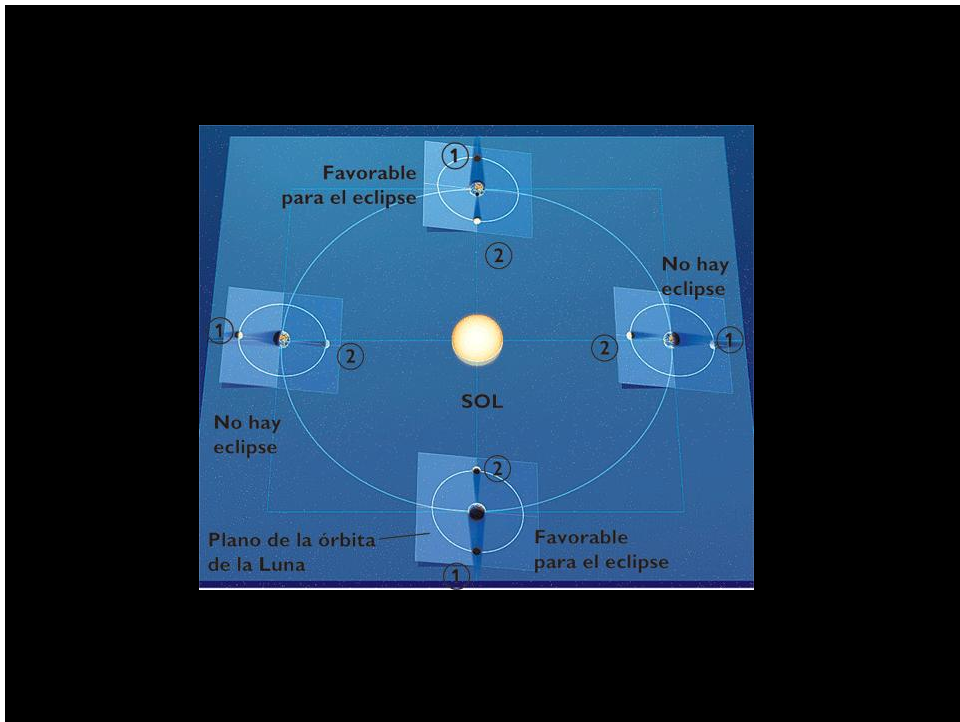 ①
Favorable
para el eclipse
②
No hay
eclipse
①
②
②
①
SOL
No hay
eclipse
②
Plano de la órbita
de la Luna
Favorable
para el eclipse
①